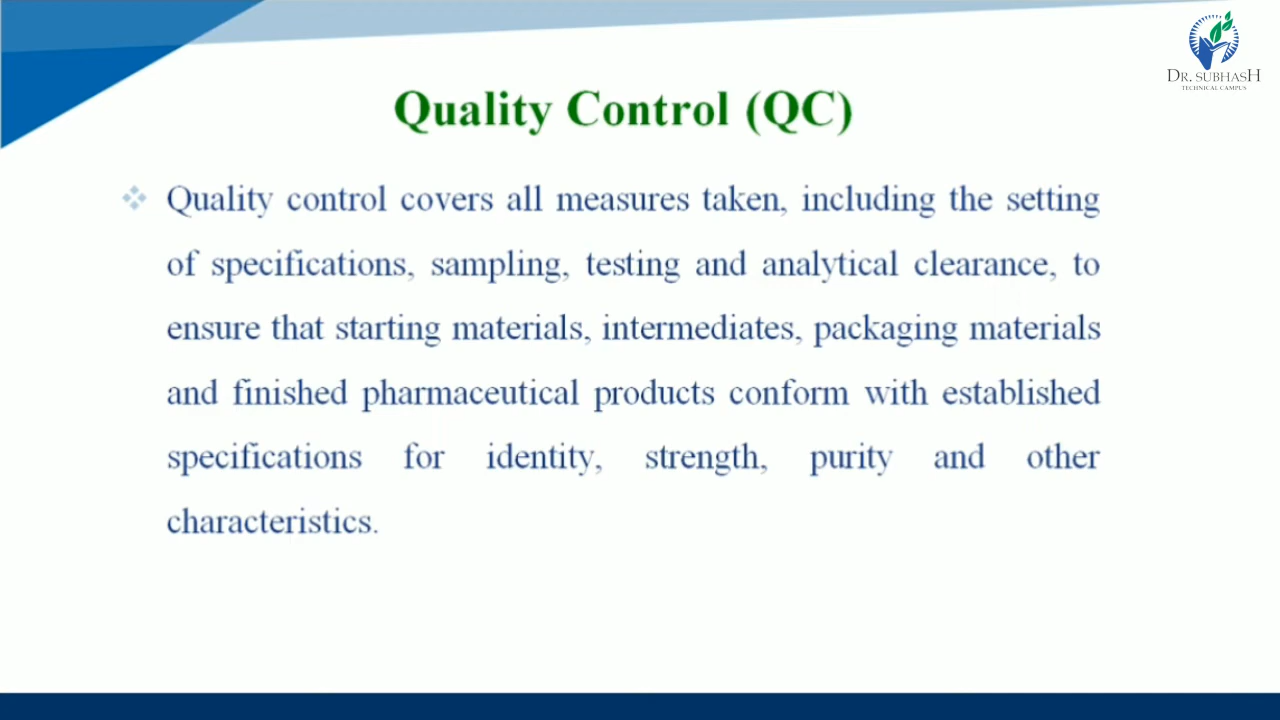 DR. SUBHASH
TECHNICAL CAMPUS
Quality Control (QC)
Quality control covers all measures taken, including the setting
of specifications, sampling, testing and analytical clearance, to
ensure that starting materials, intermediates, packaging materials
and finished pharmaceutical products conform with established
specifications for identity, strength, purity and other
characteristics.